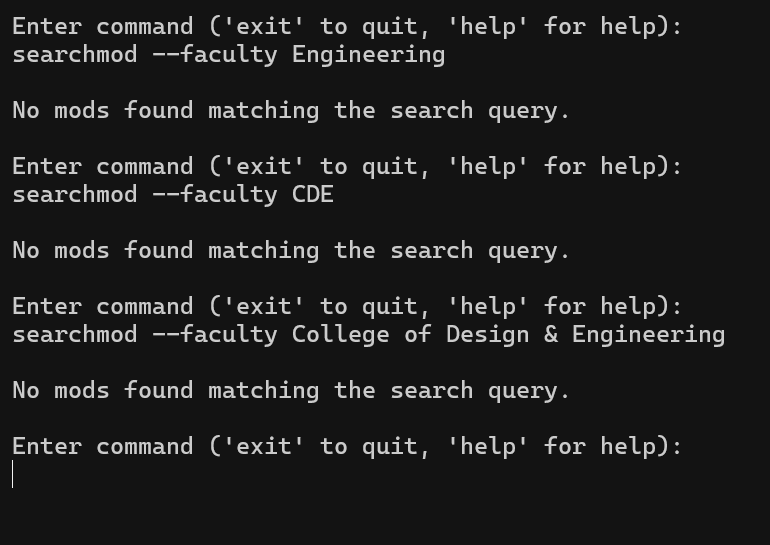 Enter command ('exit' to quit, 'help' for help):
searchmod --faculty Engineering
No mods found matching the search query.
Enter command ('exit' to quit, 'help' for help):
searchmod --faculty CDE
No mods found matching the search query.
Enter command ('exit' to quit, 'help' for help):
searchmod --faculty College of Design & Engineering
No mods found matching the search query.
Enter command ('exit' to quit, 'help' for help):